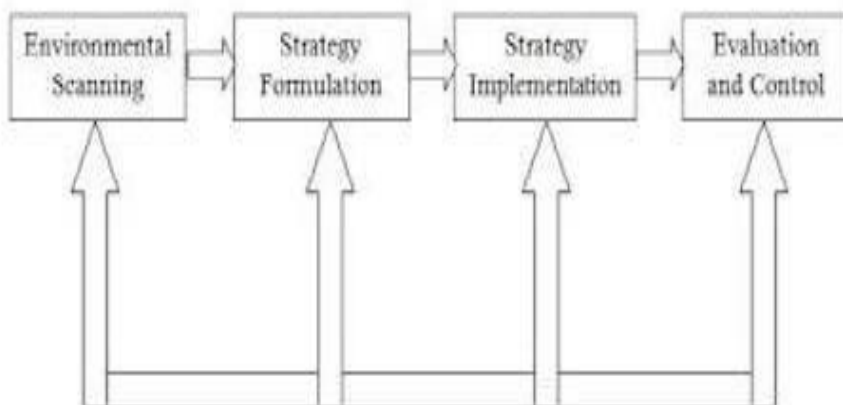 Environmental
Scanning
Strategy
Formulation
Strategy
Implementation
Evaluation
and Control